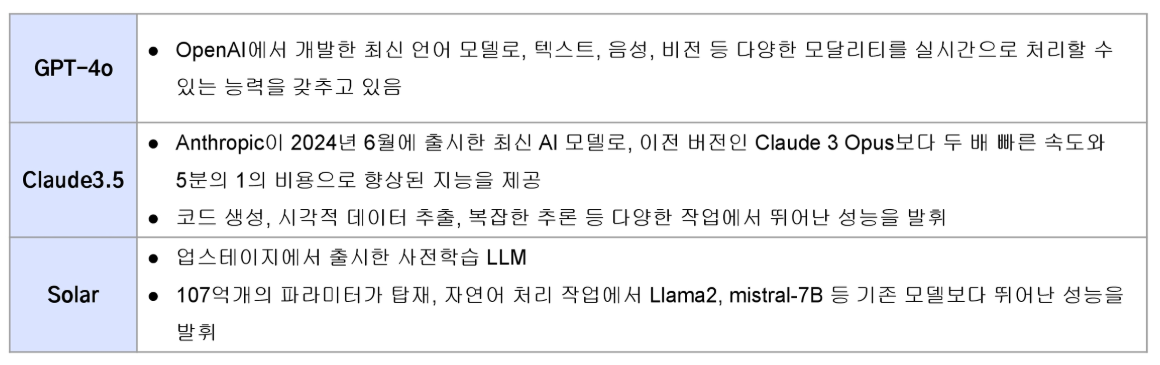 GPT-4o
● OpenAI에서 개발한 최신 언어 모델로, 텍스트, 음성, 비전 등 다양한 모달리티를 실시간으로 처리할 수
있는 능력을 갖추고 있음
Claude3.5
● Anthropic이 2024년 6월에 출시한 최신 AI 모델로, 이전 버전인 Claude 3 Opus보다 두 배 빠른 속도와
5분의 1의 비용으로 향상된 지능을 제공
● 코드 생성, 시각적 데이터 추출, 복잡한 추론 등 다양한 작업에서 뛰어난 성능을 발휘
Solar
● 업스테이지에서 출시한 사전학습 LLM
● 107억개의 파라미터가 탑재, 자연어 처리 작업에서 Llama2, mistral-7B 등 기존 모델보다 뛰어난 성능을
발휘